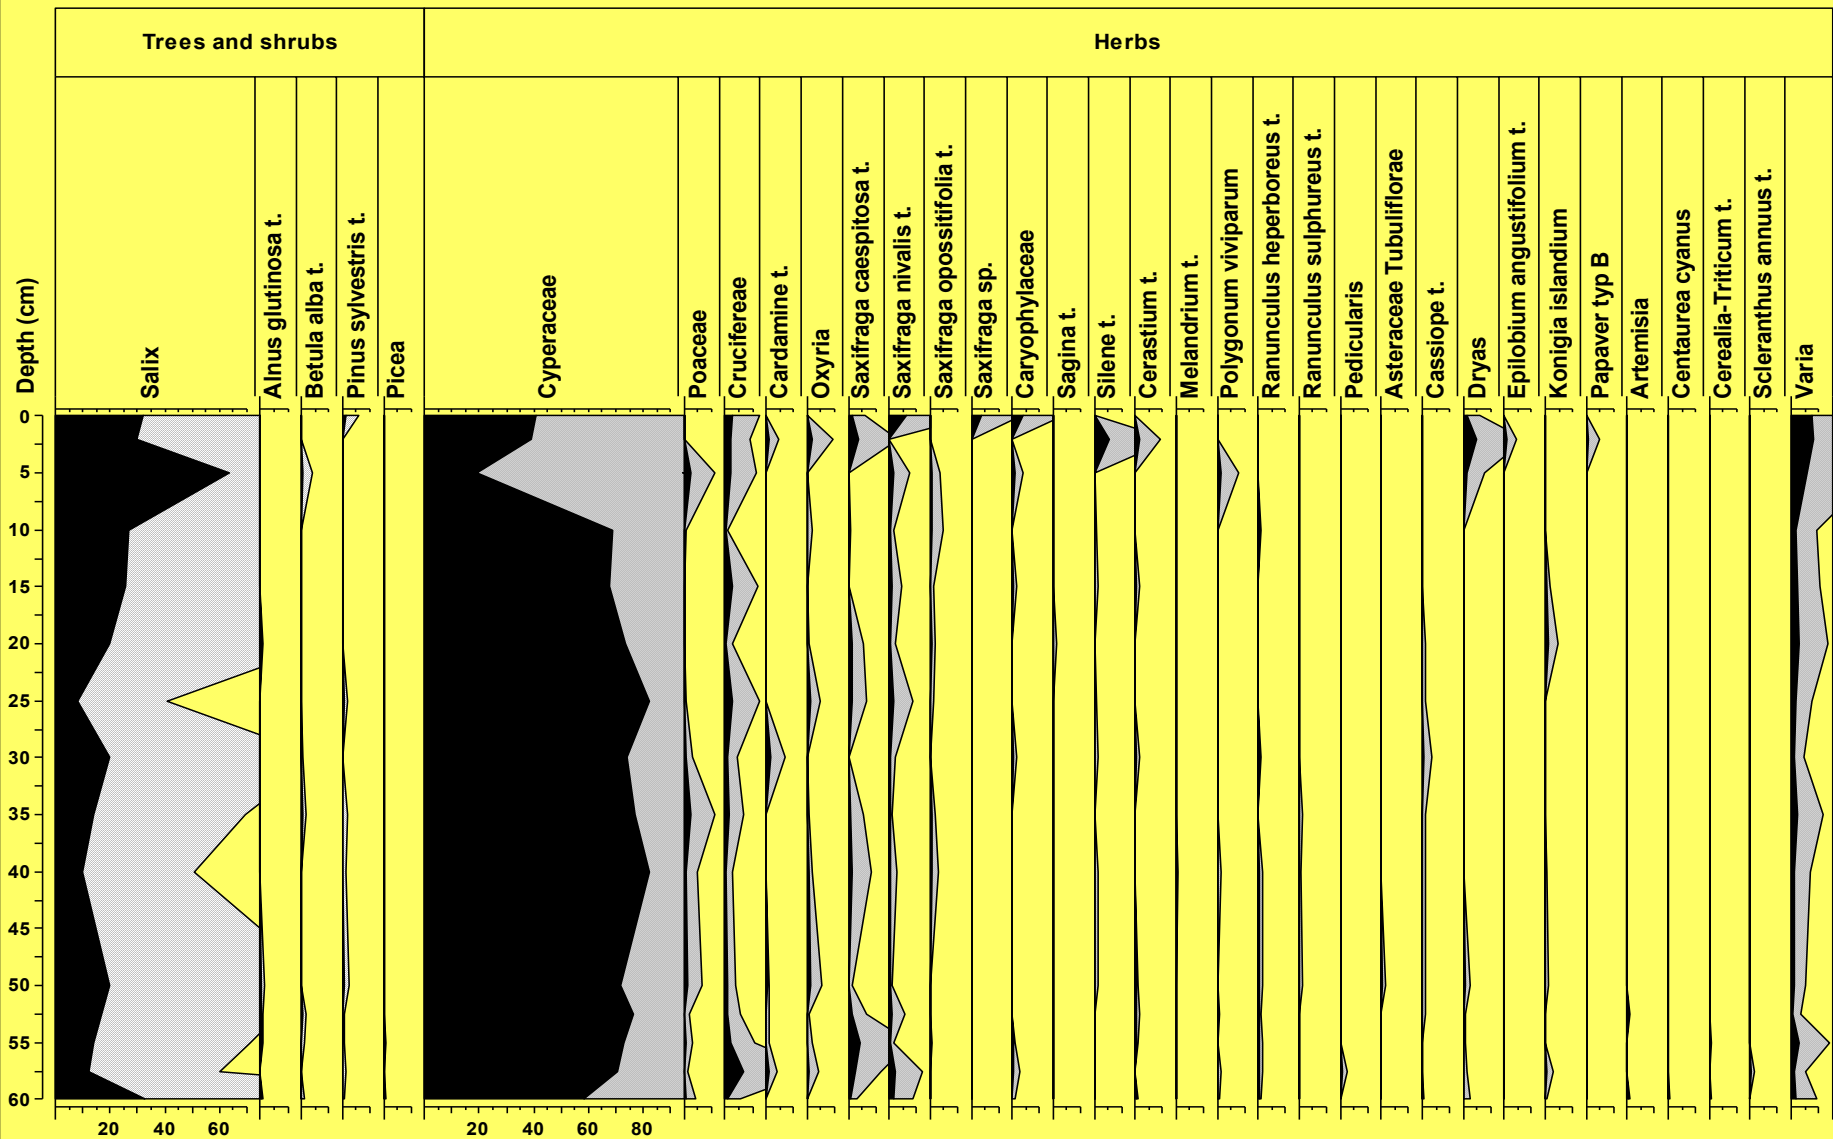 Trees and shrubs
Herbs
Depth (cm)
Salix
Alnus glutinosa t.
Betula alba t.
Pinus sylvestris t.
Picea
Cyperaceae
Poaceae
Crucifereae
Cardamine t.
Oxyria
Saxifraga caespitosa t.
Saxifraga nivalis t.
Saxifraga opossitifolia t.
Saxifraga sp.
Caryophylaceae
Sagina t.
Silene t.
Cerastium t.
Melandrium t.
Polygonum viviparum
Ranunculus heperboreus t.
Ranunculus sulphureus t.
Pedicularis
Asteraceae Tubuliflorae
Cassiope t.
Dryas
Epilobium angustifolium t.
Konigia islandium
Papaver typ B
Artemisia
Centaurea cyanus
Cerealia-Triticum t.
Scleranthus annuus t.
Varia
0
5
10
15
20
25
30
35
40
45
50
55
60
20 40 60
20 40 60 80